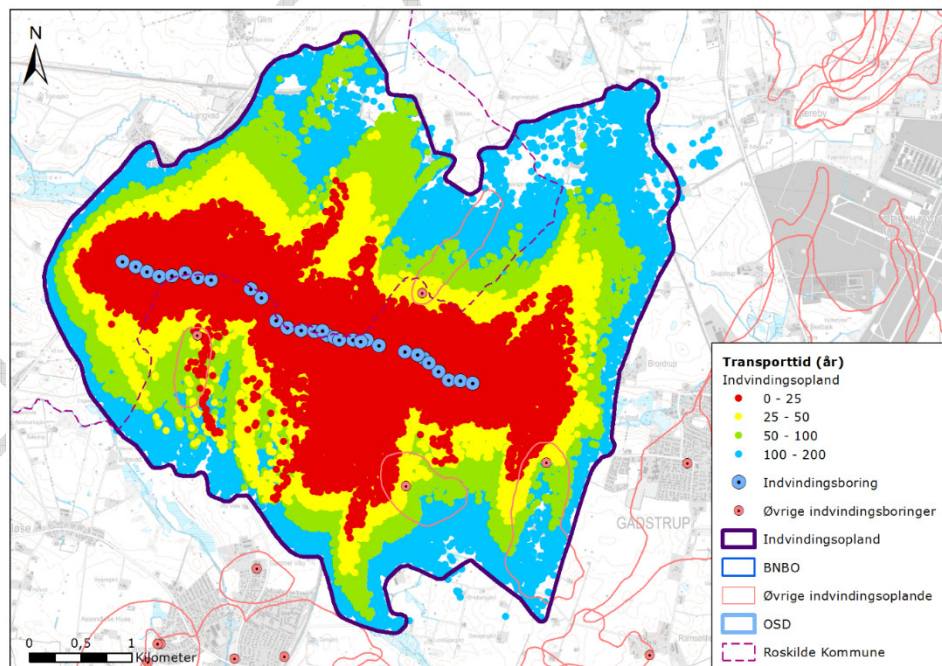 N
Glim
GADSTRUP
Brordrup
Transporttid (år)
Indvindingsopland
0 - 25
25 - 50
50 - 100
100 - 200
Indvindingsboring
Øvrige indvindingsboringer
Indvindingsopland
BNBO
Øvrige indvindingsoplande
OSD
Roskilde Kommune
0 0,5 1
Kilometer